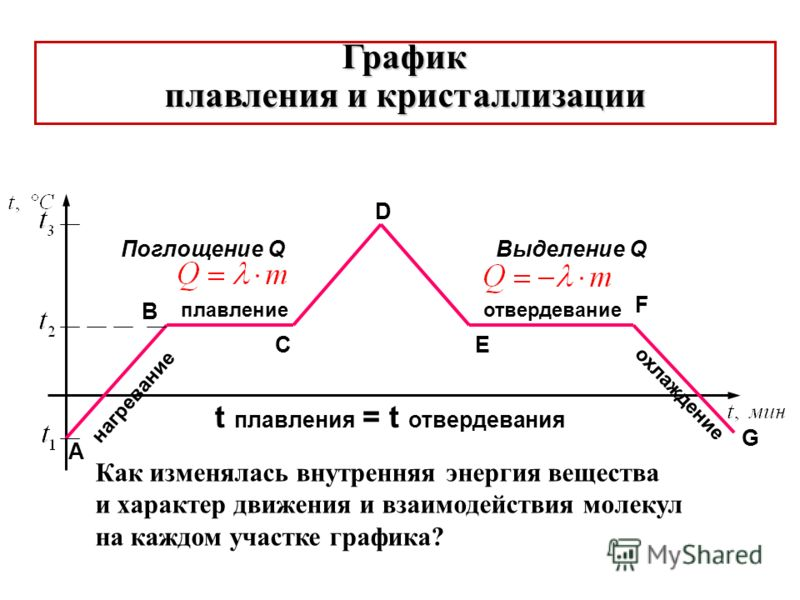 График
плавления и кристаллизации
t, °C
t3
D
Поглощение Q
Выделение Q
Q = λ · m
Q = −λ · m
B
плавление
отвердевание
F
t2
C
E
нагревание
охлаждение
t, мин
t плавления = t отвердевания
t1
A
G
Как изменялась внутренняя энергия вещества
и характер движения и взаимодействия молекул
на каждом участке графика?
MyShared